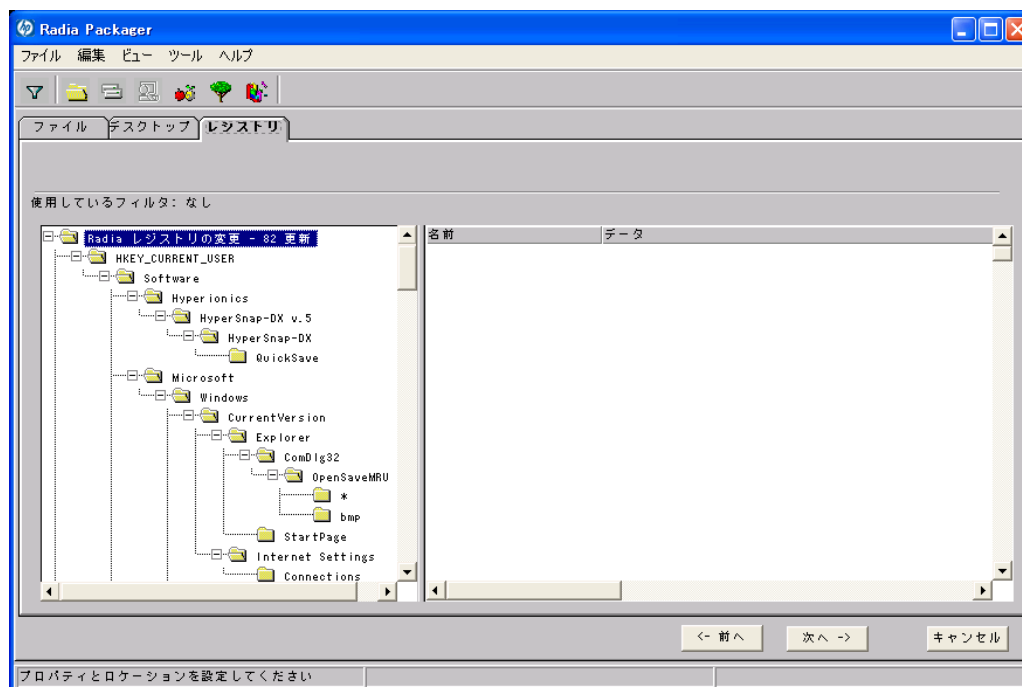 Radia Packager
ファイル 編集 ビュー ツール ヘルプ
ファイル デスクトップ レジストリ
使用しているフィルタ: なし
Radia レジストリの変更 - 82 更新
HKEY_CURRENT_USER
Software
Hyperionics
HyperSnap-DX v.5
HyperSnap-DX
QuickSave
Microsoft
Windows
CurrentVersion
Explorer
ComDlg32
OpenSaveMRU
*
bmp
StartPage
Internet Settings
Connections
名前 データ
<- 前へ 次へ -> キャンセル
プロパティとロケーションを設定してください